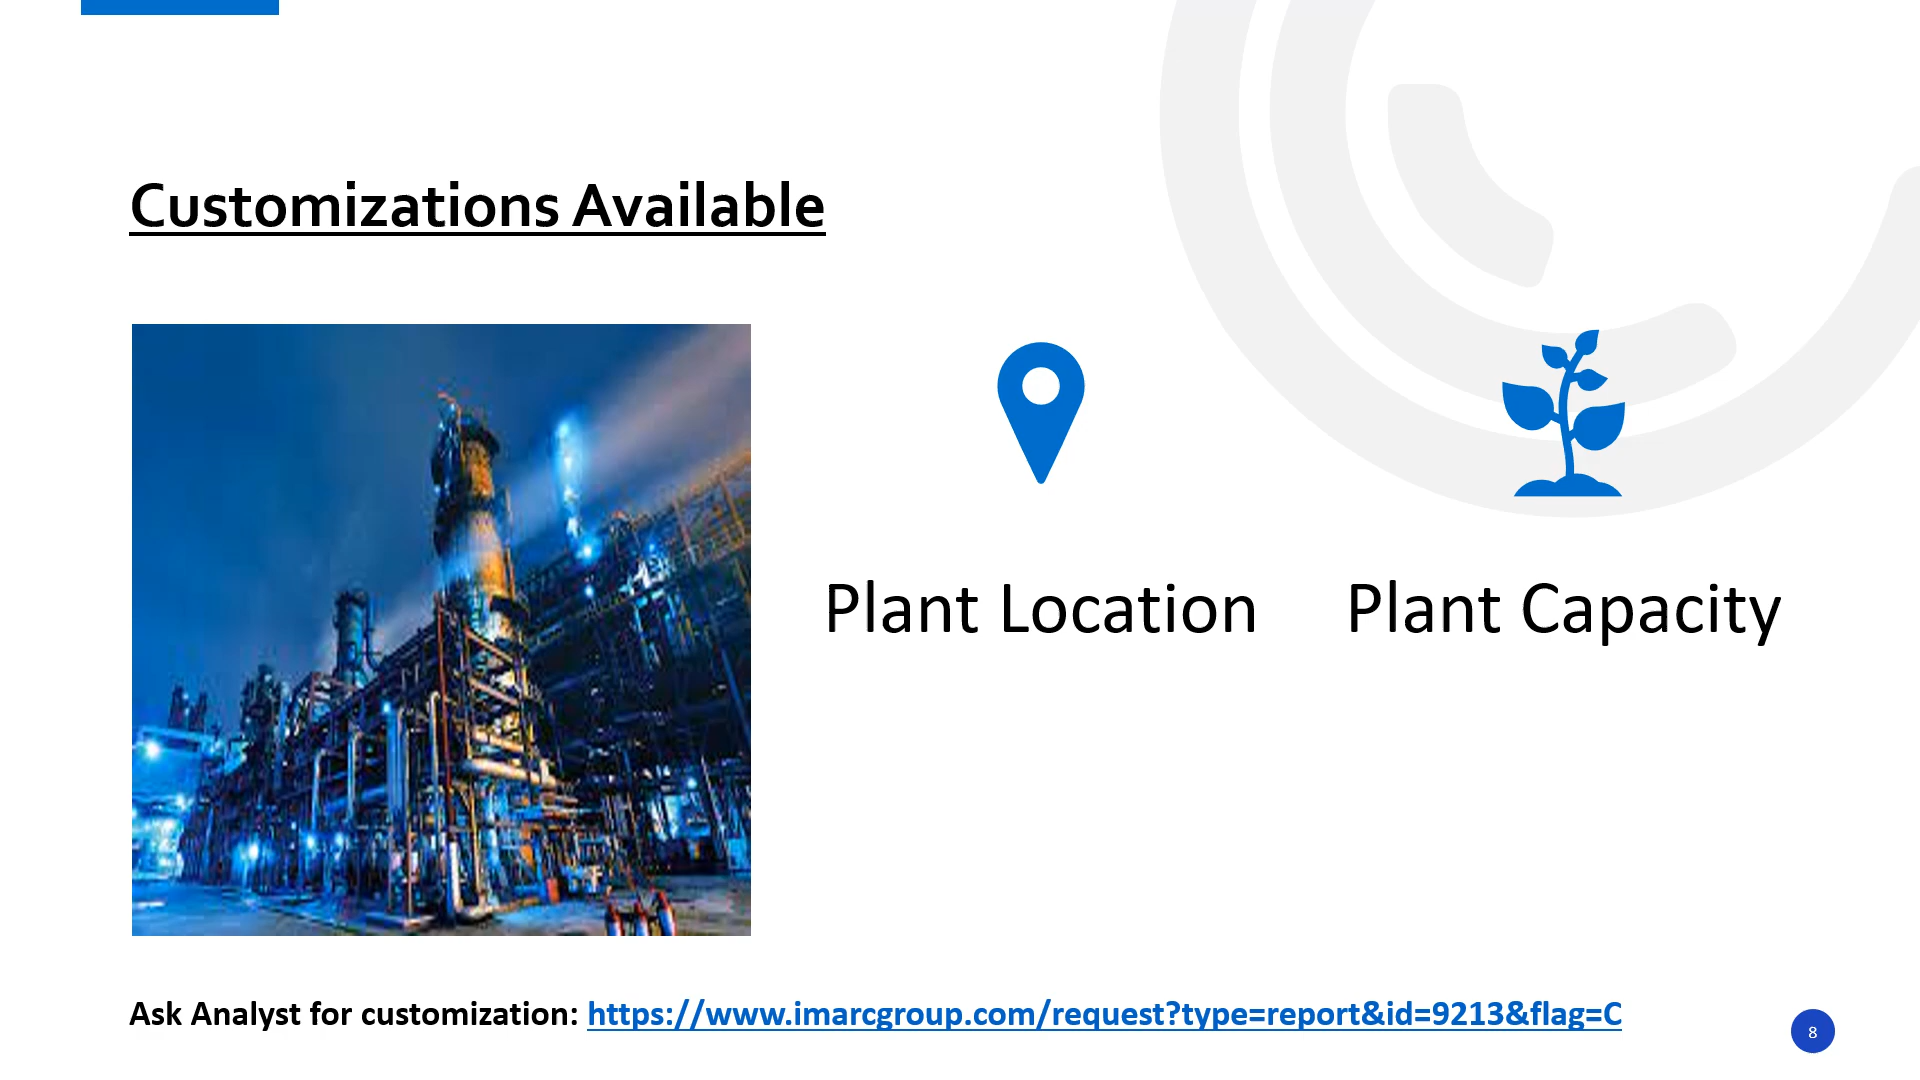 Customizations Available
Plant Location
Plant Capacity
Ask Analyst for customization: https://www.imarcgroup.com/request?type=report&id=9213&flag=C
8